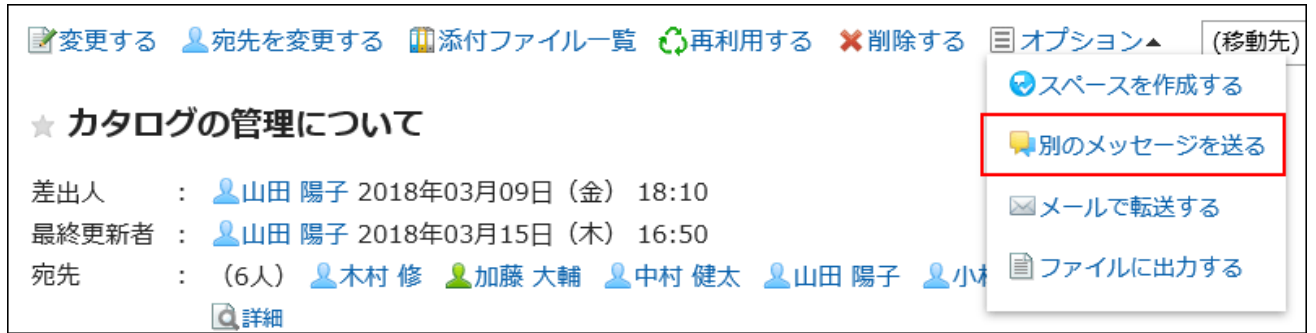 変更する 宛先を変更する 添付ファイル一覧 再利用する 削除する オプション▲ (移動先)
スペースを作成する
カタログの管理について
別のメッセージを送る
差出人 : 山田 陽子 2018年03月09日（金） 18:10
メールで転送する
最終更新者 : 山田 陽子 2018年03月15日（木） 16:50
宛先 : （6人） 木村 修 加藤 大輔 中村 健太 山田 陽子 小
ファイルに出力する
詳細